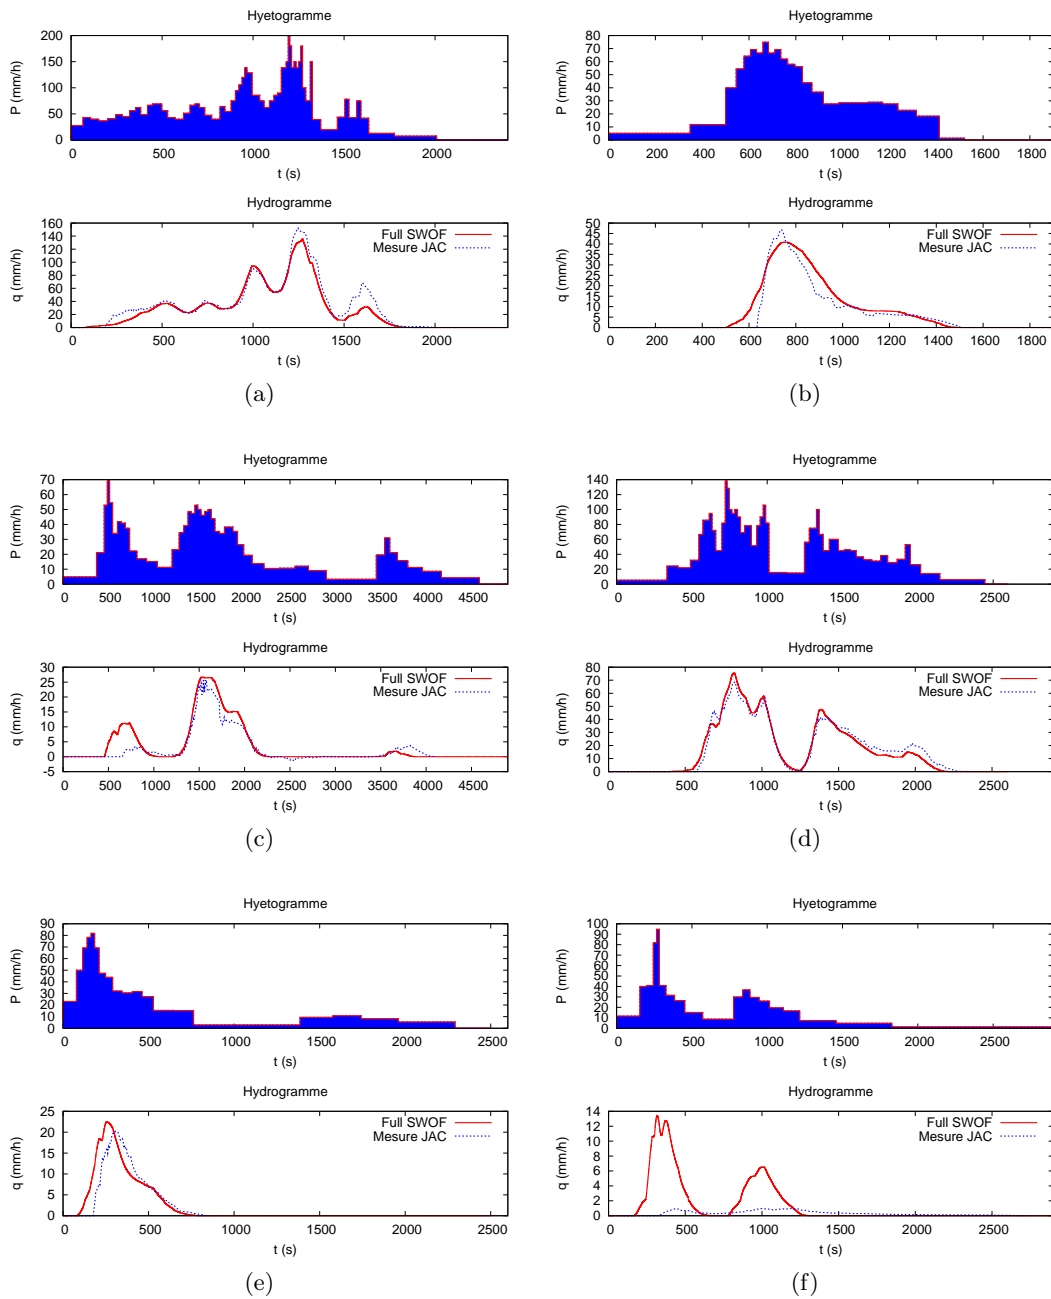 Hyetogramme
P (mm/h)
200
150
100
50
0
0 500 1000 1500 2000
t (s)
Hydrogramme
q (mm/h)
160
140
120
100
80
60
40
20
0
Full SWOF
Mesure JAC
0 500 1000 1500 2000
t (s)
(a)
Hyetogramme
P (mm/h)
80
70
60
50
40
30
20
10
0
0 200 400 600 800 1000 1200 1400 1600 1800
t (s)
Hydrogramme
q (mm/h)
50
45
40
35
30
25
20
15
10
5
0
Full SWOF
Mesure JAC
0 200 400 600 800 1000 1200 1400 1600 1800
t (s)
(b)
Hyetogramme
P (mm/h)
70
60
50
40
30
20
10
0
0 500 1000 1500 2000 2500 3000 3500 4000 4500
t (s)
Hydrogramme
q (mm/h)
30
25
20
15
10
5
0
-5
Full SWOF
Mesure JAC
0 500 1000 1500 2000 2500 3000 3500 4000 4500
t (s)
(c)
Hyetogramme
P (mm/h)
140
120
100
80
60
40
20
0
0 500 1000 1500 2000 2500
t (s)
Hydrogramme
q (mm/h)
80
70
60
50
40
30
20
10
0
Full SWOF
Mesure JAC
0 500 1000 1500 2000 2500
t (s)
(d)
Hyetogramme
P (mm/h)
90
80
70
60
50
40
30
20
10
0
0 500 1000 1500 2000 2500
t (s)
Hydrogramme
q (mm/h)
25
20
15
10
5
0
Full SWOF
Mesure JAC
0 500 1000 1500 2000 2500
t (s)
(e)
Hyetogramme
P (mm/h)
100
90
80
70
60
50
40
30
20
10
0
0 500 1000 1500 2000 2500
t (s)
Hydrogramme
q (mm/h)
14
12
10
8
6
4
2
0
Full SWOF
Mesure JAC
0 500 1000 1500 2000 2500
t (s)
(f)